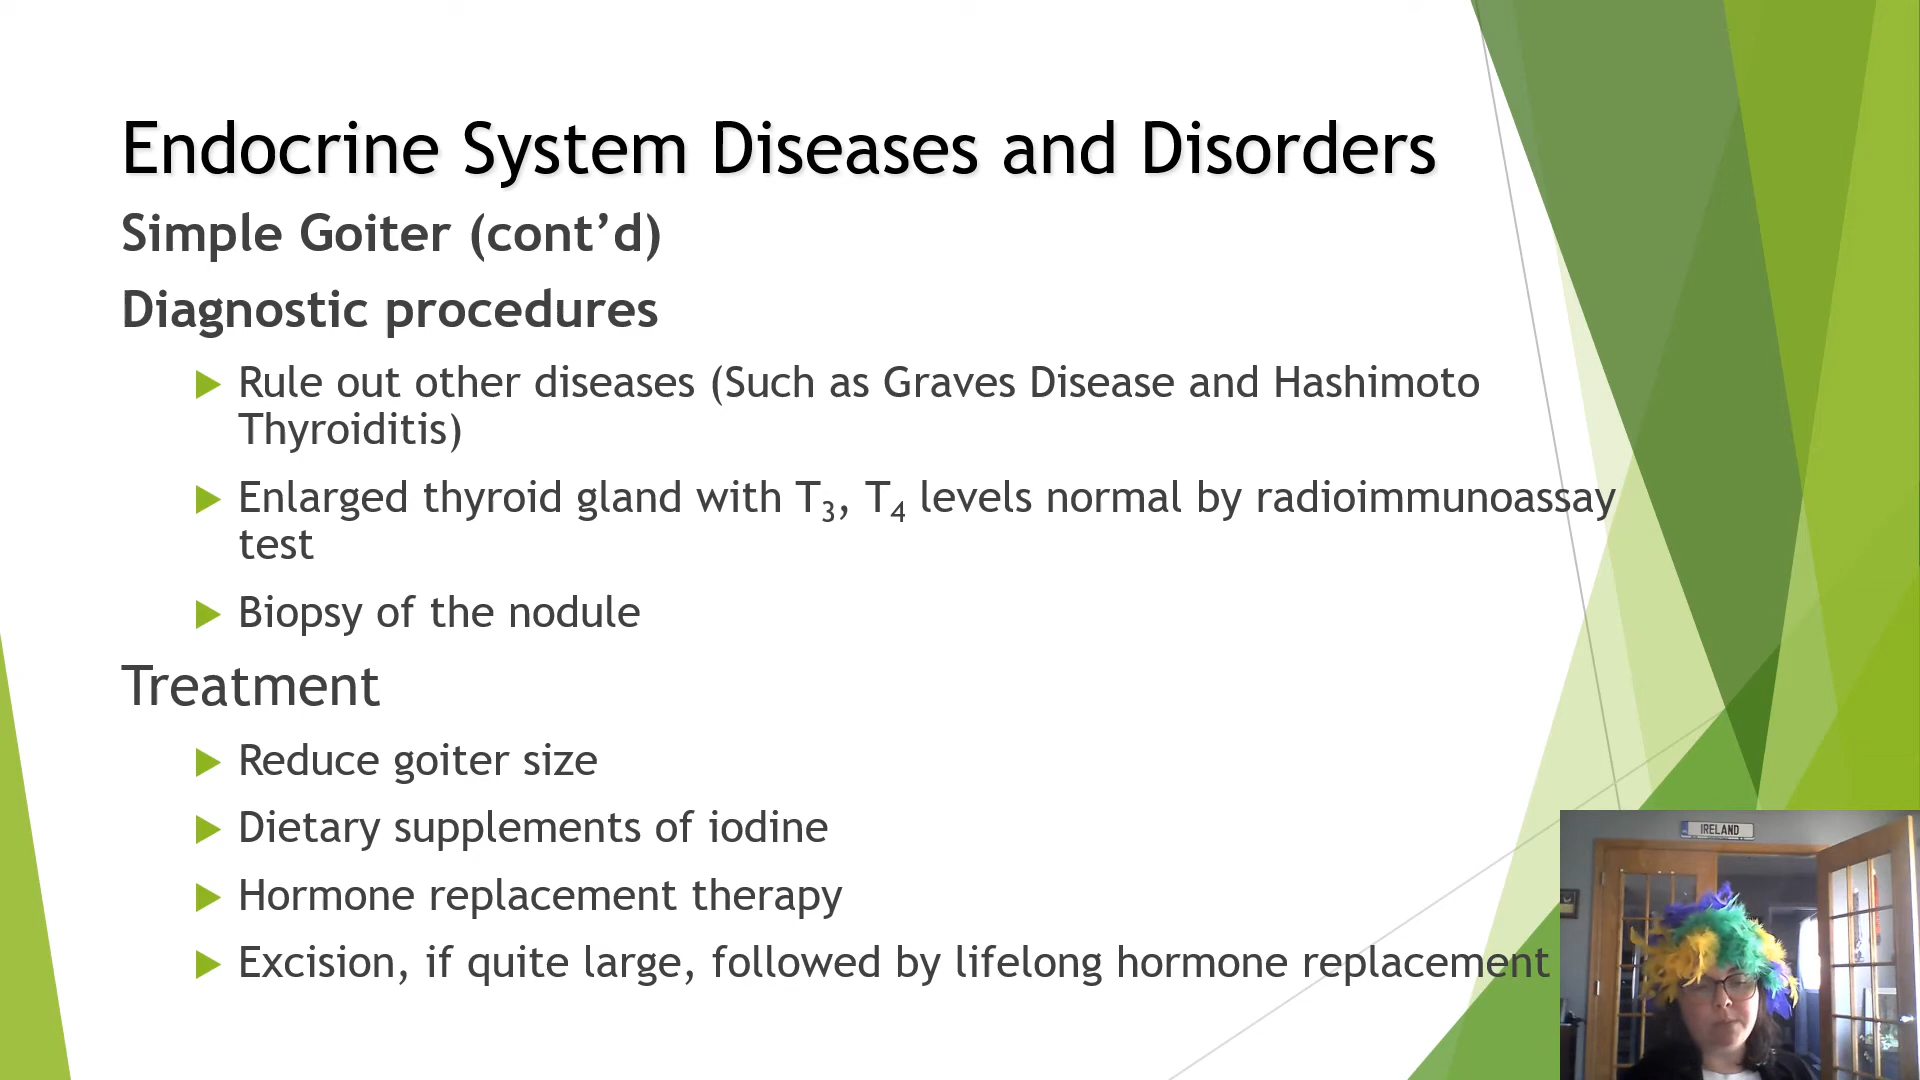 Endocrine System Diseases and Disorders
Simple Goiter (cont’d)
Diagnostic procedures
Rule out other diseases (Such as Graves Disease and Hashimoto
Thyroiditis)
Enlarged thyroid gland with T3, T4 levels normal by radioimmunoassay
test
Biopsy of the nodule
Treatment
Reduce goiter size
Dietary supplements of iodine
Hormone replacement therapy
Excision, if quite large, followed by lifelong hormone replacement
IRELAND